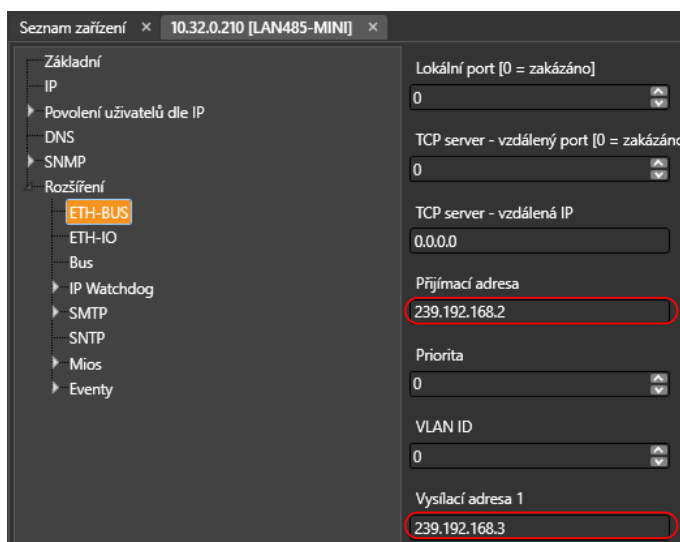 Seznam zařízení × 10.32.0.210 [LAN485-MINI] ×
Základní
IP
Povolení uživatelů dle IP
DNS
SNMP
Rozšíření
ETH-BUS
ETH-IO
Bus
IP Watchdog
SMTP
SNTP
Mios
Eventy
Lokální port [0 = zakázáno]
0
TCP server - vzdálený port [0 = zakázáno
0
TCP server - vzdálená IP
0.0.0.0
Přijímací adresa
239.192.168.2
Priorita
0
VLAN ID
0
Vysílací adresa 1
239.192.168.3